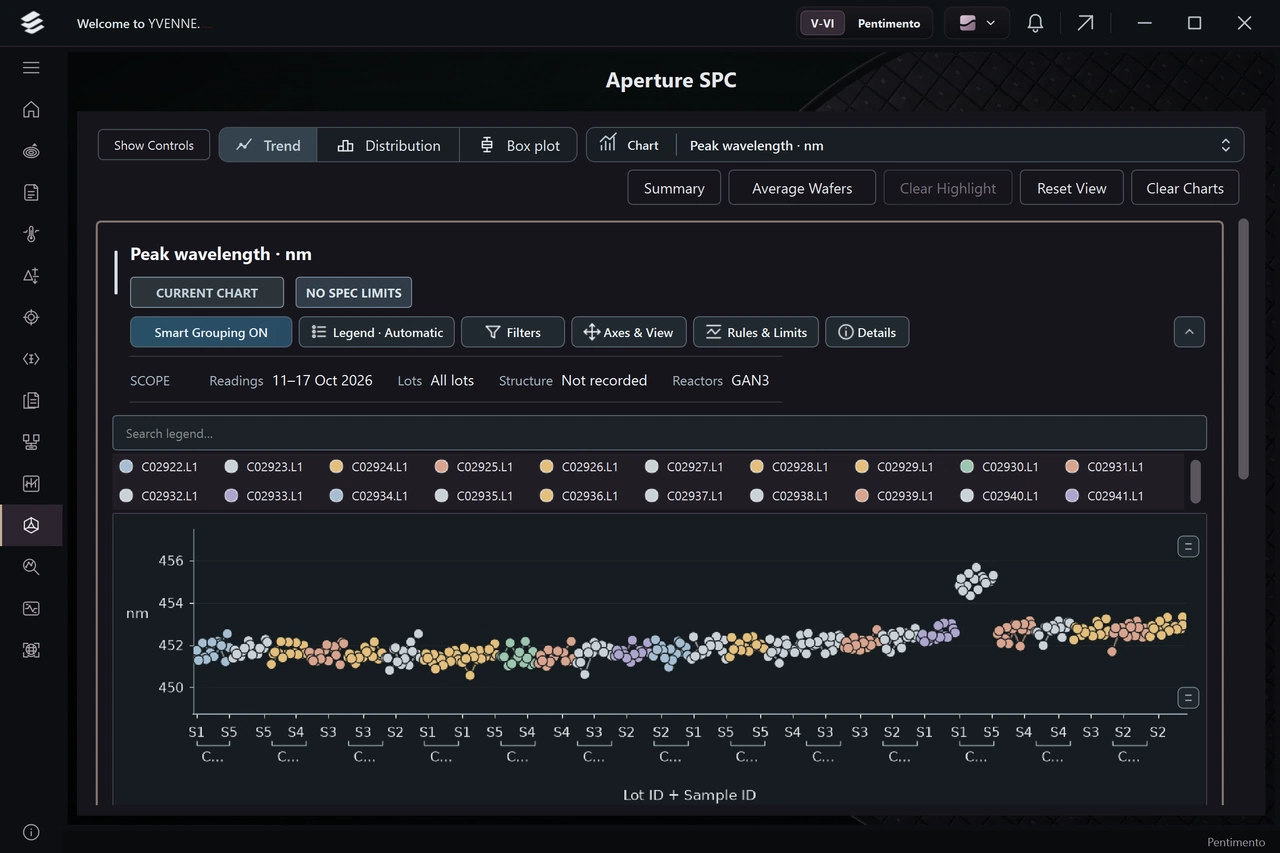 Welcome to YVENNE.
V-VI Pentimento
Aperture SPC
Show Controls Trend Distribution Box plot Chart Peak wavelength · nm
Summary Average Wafers Clear Highlight Reset View Clear Charts
Peak wavelength · nm
CURRENT CHART NO SPEC LIMITS
Smart Grouping ON Legend · Automatic Filters Axes & View Rules & Limits Details
SCOPE Readings 11–17 Oct 2026 Lots All lots Structure Not recorded Reactors GAN3
Search legend...
C02922.L1 C02923.L1 C02924.L1 C02925.L1 C02926.L1 C02927.L1 C02928.L1 C02929.L1 C02930.L1 C02931.L1
C02932.L1 C02933.L1 C02934.L1 C02935.L1 C02936.L1 C02937.L1 C02938.L1 C02939.L1 C02940.L1 C02941.L1
456
454
nm
452
450
S1 S5 S5 S4 S3 S3 S2 S1 S1 S5 S4 S4 S3 S2 S2 S1 S5 S5 S4 S3 S3 S2 S1 S1 S5 S4 S4 S3 S2 S2
C... C... C... C... C... C... C... C... C... C... C... C... C...
Lot ID + Sample ID
Pentimento